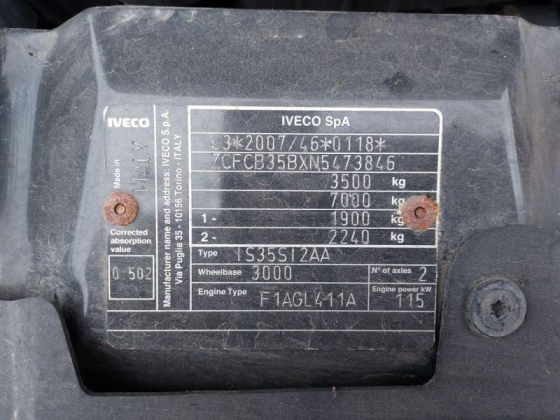 IVECO
Made in
ITALY
Corrected
absorption
value
0.502
Manufacturer name and address: IVECO S.p.A.
Via Puglia 35 - 10156 Torino - ITALY
IVECO SpA
e3*2007/46*0118*
ZCFCB35BXN5473846
3500 kg
7000 kg
1- 1900 kg
2- 2240 kg
Type IS35SI2AA
Wheelbase 3000 N° of axles 2
Engine Type F1AGL411A Engine power kW 115